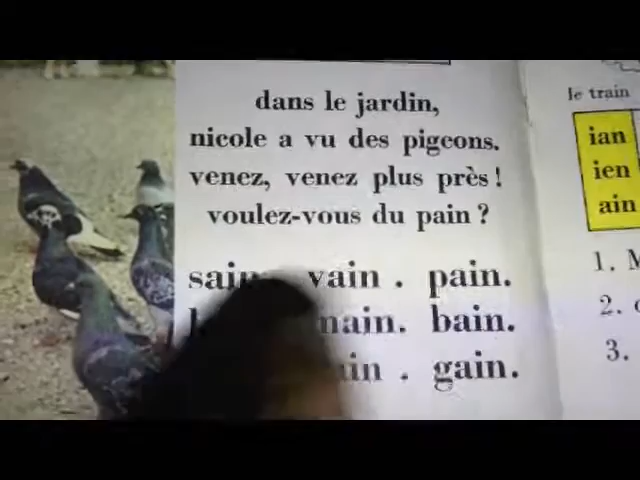 dans le jardin,
nicole a vu des pigeons.
venez, venez plus près !
voulez-vous du pain ?
vain . pain.
bain.
gain.
le train
ian
ien
ain
1.
2.
3.